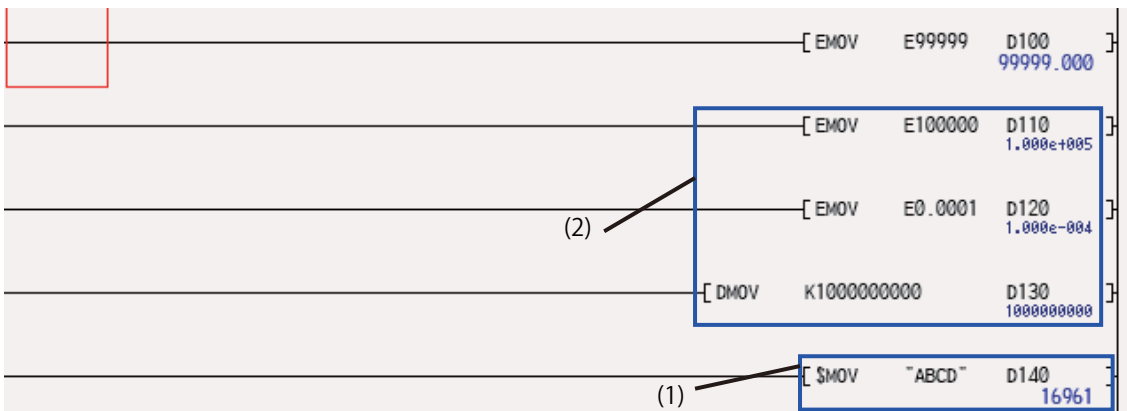 [ EMOV E99999 D100 ]
99999.000
[ EMOV E100000 D110 ]
1.000e+005
[ EMOV E0.0001 D120 ]
1.000e-004
(2)
[ DMOV K1000000000 D130 ]
1000000000
[ $MOV "ABCD" D140 ]
16961
(1)